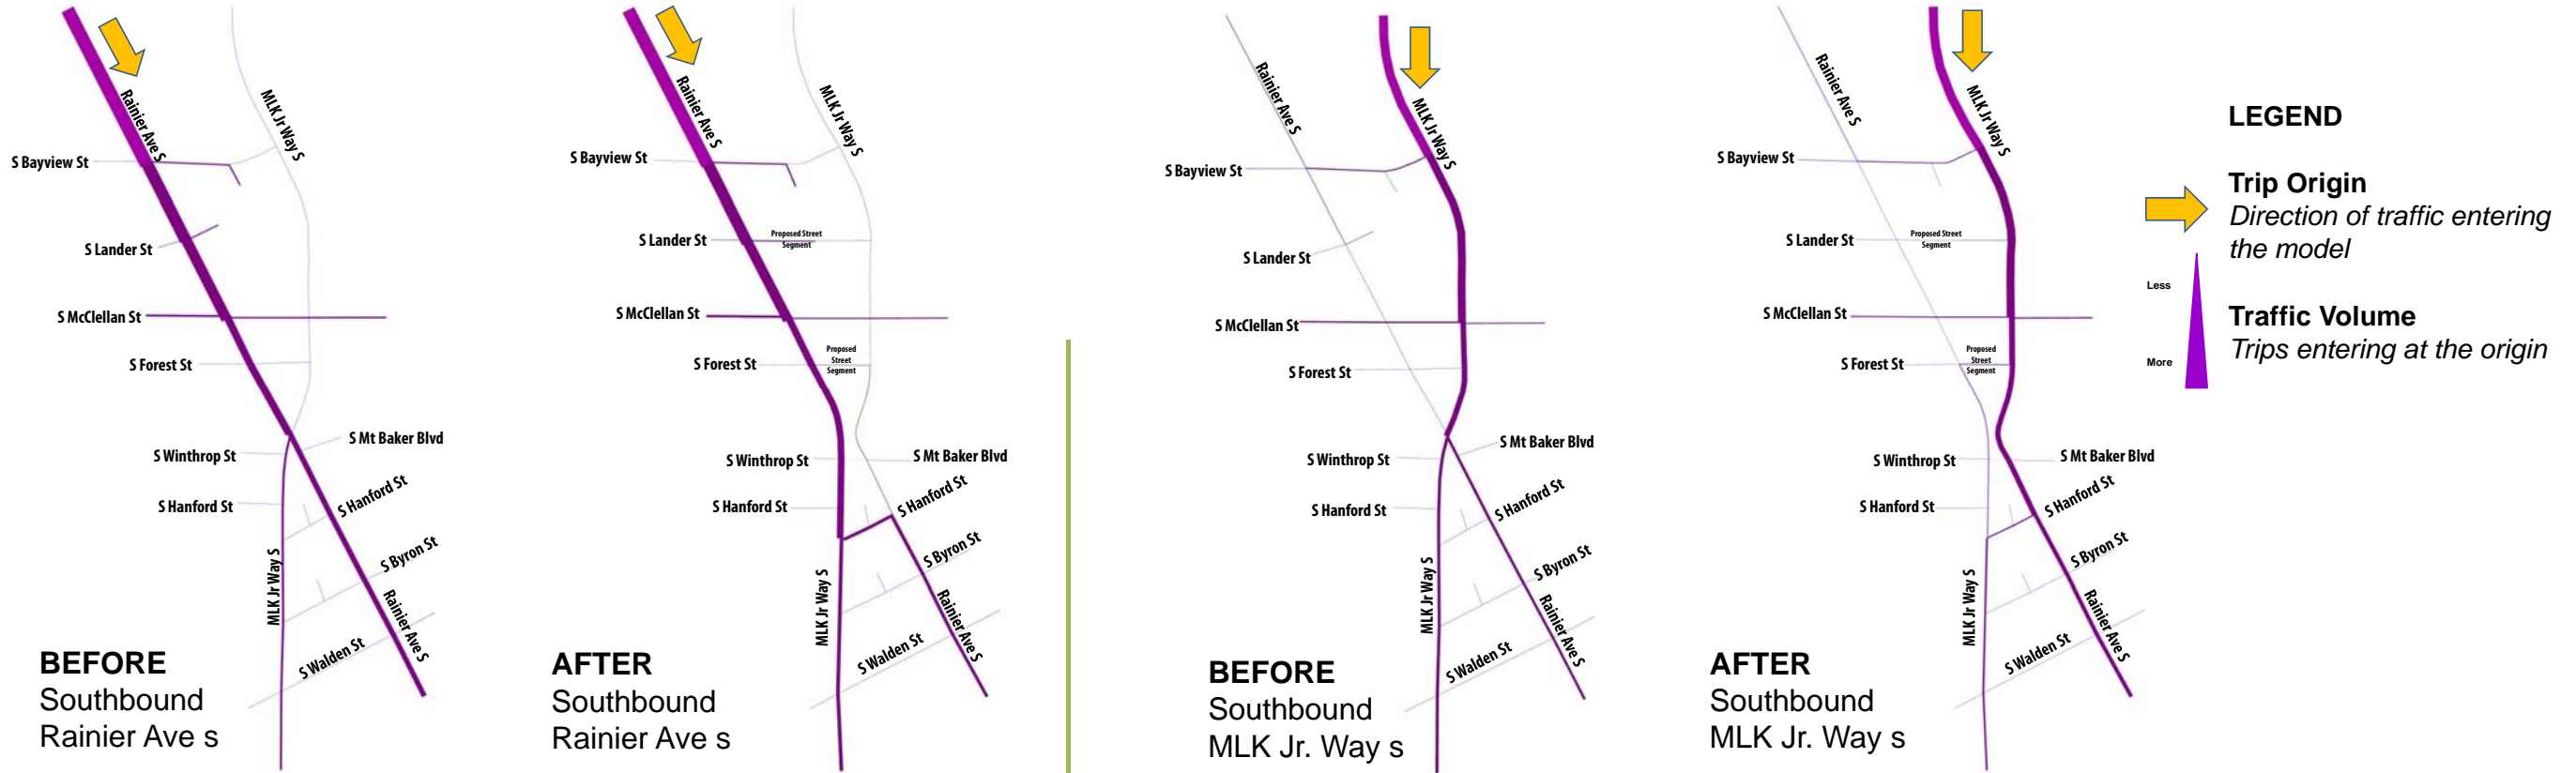 Rainier Ave S
MLK Jr Way S
S Bayview St
S Lander St
S McClellan St
S Forest St
S Mt Baker Blvd
S Winthrop St
S Hanford St
S Hanford St
S Byron St
MLK Jr Way S
Rainier Ave S
S Walden St
BEFORE
Southbound
Rainier Ave s
Rainier Ave S
MLK Jr Way S
S Bayview St
S Lander St
Proposed Street
Segment
S McClellan St
S Forest St
Proposed
Street
Segment
S Winthrop St
S Mt Baker Blvd
S Hanford St
S Hanford St
S Byron St
MLK Jr Way S
Rainier Ave S
S Walden St
AFTER
Southbound
Rainier Ave s
Rainier Ave S
MLK Jr Way S
S Bayview St
S Lander St
S McClellan St
S Forest St
S Mt Baker Blvd
S Winthrop St
S Hanford St
S Hanford St
S Byron St
MLK Jr Way S
Rainier Ave S
S Walden St
BEFORE
Southbound
MLK Jr. Way s
Rainier Ave S
MLK Jr Way S
S Bayview St
S Lander St
Proposed Street
Segment
S McClellan St
S Forest St
Proposed
Street
Segment
S Winthrop St
S Mt Baker Blvd
S Hanford St
S Hanford St
S Byron St
MLK Jr Way S
Rainier Ave S
S Walden St
AFTER
Southbound
MLK Jr. Way s
LEGEND
Trip Origin
Direction of traffic entering
the model
Less
More
Traffic Volume
Trips entering at the origin